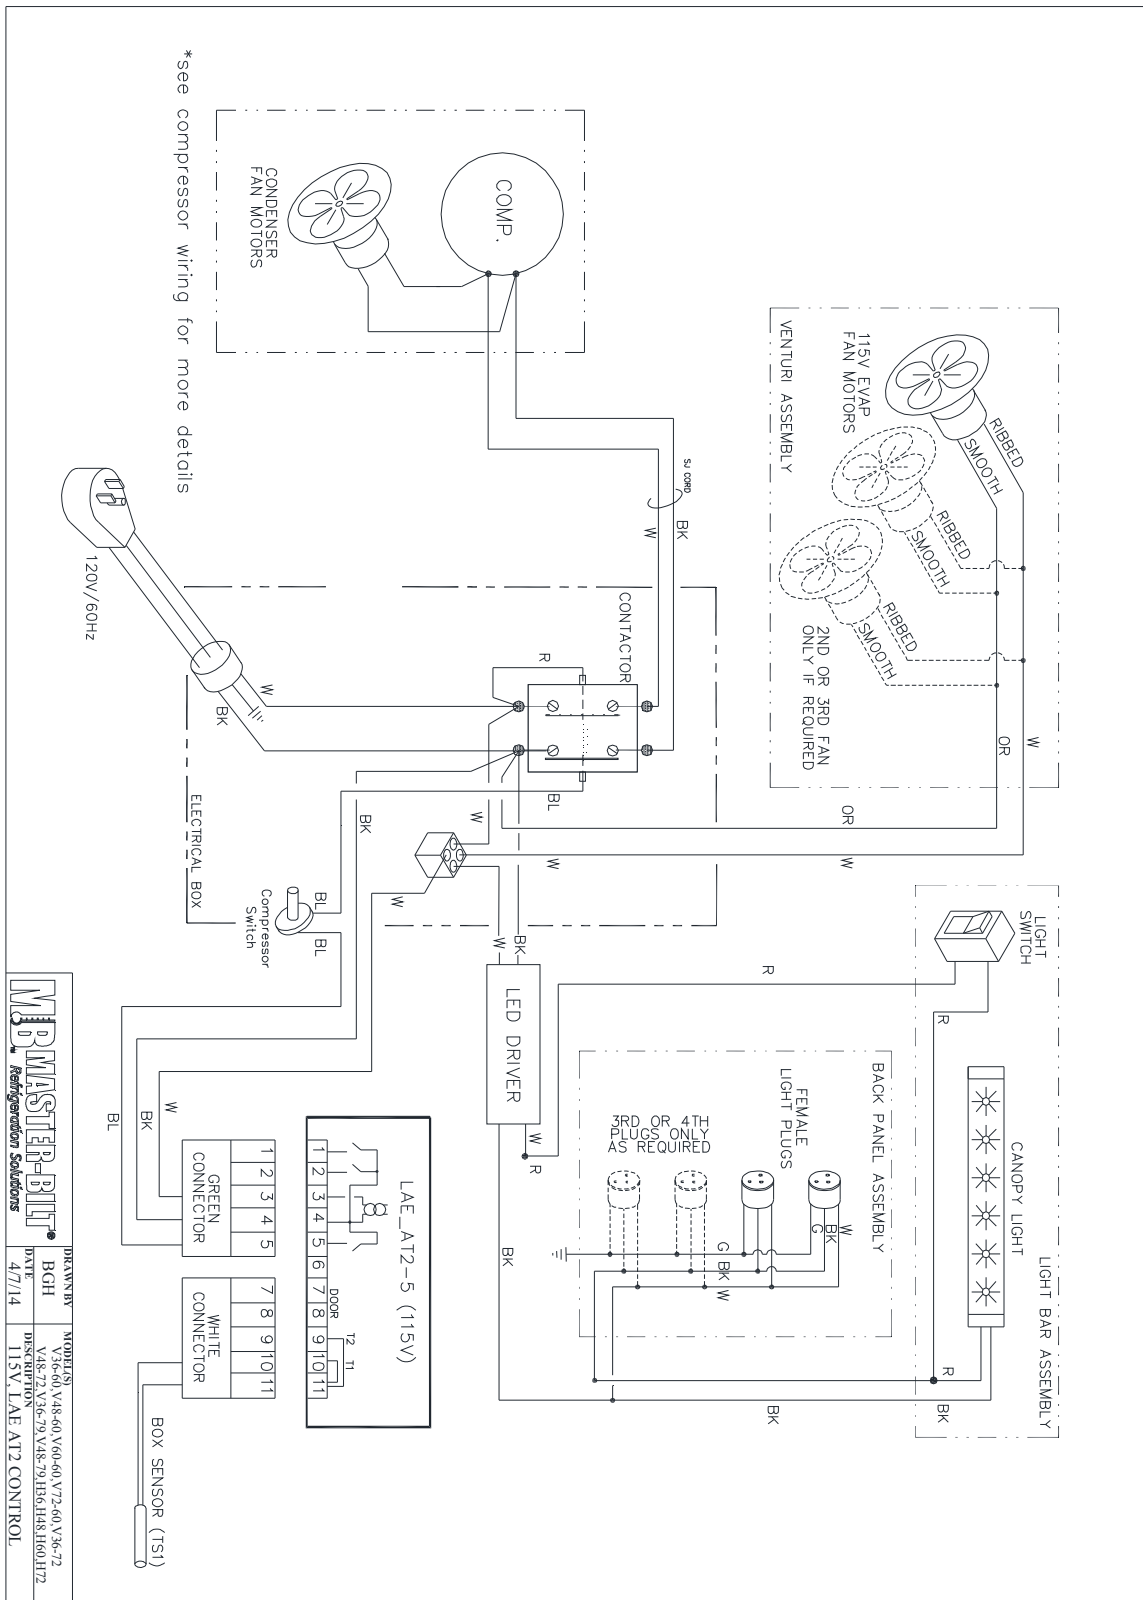 *see compressor wiring for more details
CONDENSER
FAN MOTORS
COMP.
VENTURI ASSEMBLY
115V EVAP
FAN MOTORS
RIBBED
SMOOTH
RIBBED
SMOOTH
RIBBED
SMOOTH
2ND OR 3RD FAN
ONLY IF REQUIRED
OR
W
SJ CORD
BK
W
120V/60Hz
CONTACTOR
R
W
BK
BL
W
OR
W
W
BK
W
ELECTRICAL BOX
BL
BL
Compressor
Switch
BK
W
LED DRIVER
W
R
BK
LIGHT
SWITCH
R
R
CANOPY LIGHT
LIGHT BAR ASSEMBLY
R
BK
BK
BACK PANEL ASSEMBLY
FEMALE
LIGHT PLUGS
3RD OR 4TH
PLUGS ONLY
AS REQUIRED
W
BK
G
G
BK
W
LAE_AT2-5 (115V)
1 2 3 4 5 6 7 8 9 10 11
DOOR
T2
T1
W
BK
BL
1 2 3 4 5
GREEN
CONNECTOR
7 8 9 10 11
WHITE
CONNECTOR
BOX SENSOR (TS1)
MB MASTER-BILT®
Refrigeration Solutions
DRAWN BY
BGH
DATE
4/7/14
MODEL(S)
V36-60,V48-60,V60-60,V72-60,V36-72
V48-72,V36-79,V48-79,H36,H48,H60,H72
DESCRIPTION
115V, LAE AT2 CONTROL